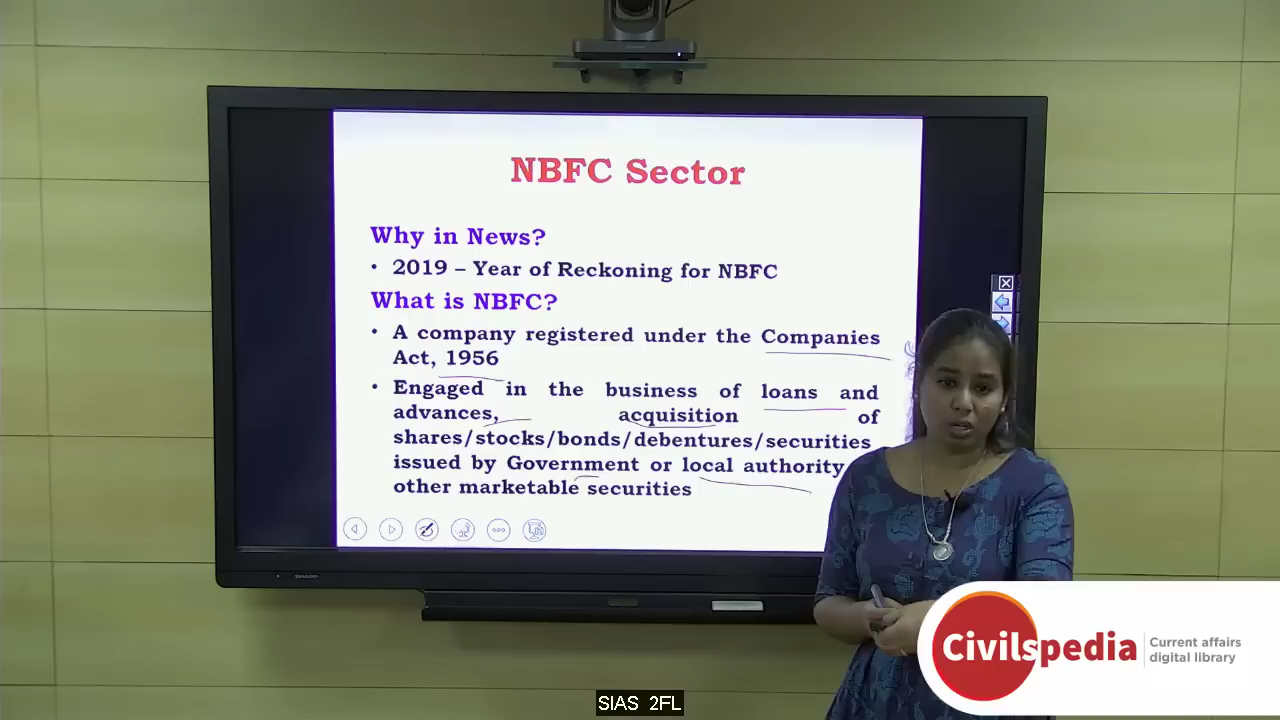 NBFC Sector
Why in News?
• 2019 – Year of Reckoning for NBFC
What is NBFC?
• A company registered under the Companies
Act, 1956
• Engaged in the business of loans and
advances, acquisition of
shares/stocks/bonds/debentures/securities
issued by Government or local authority
other marketable securities
SHARP
Civilspedia
Current affairs
digital library
SIAS 2FL